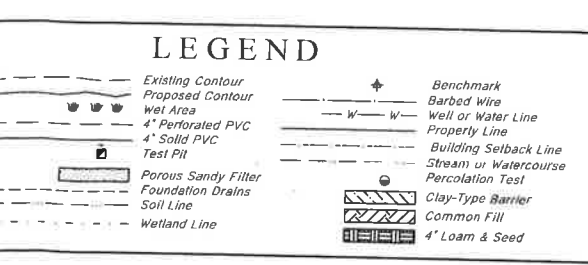 LEGEND
Existing Contour
Proposed Contour
Wet Area
4" Perforated PVC
4" Solid PVC
Test Pit
Porous Sandy Filter
Foundation Drains
Soil Line
Wetland Line
Benchmark
Barbed Wire
W W Well or Water Line
Property Line
Building Setback Line
Stream or Watercourse
Percolation Test
Clay-Type Barrier
Common Fill
4" Loam & Seed